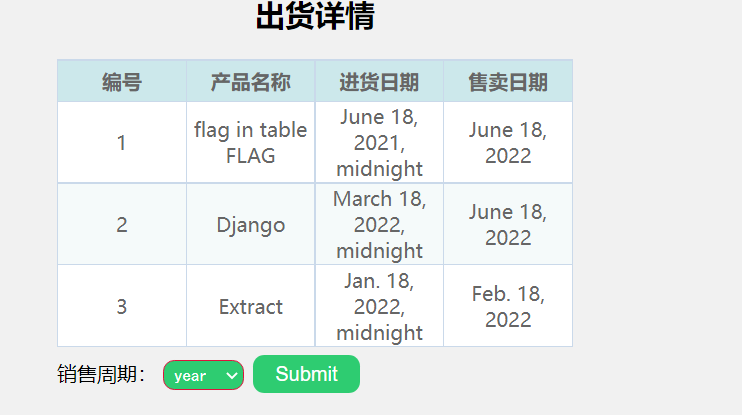 出货详情
编号 产品名称 进货日期 售卖日期
1 flag in table FLAG June 18, 2021, midnight June 18, 2022
2 Django March 18, 2022, midnight June 18, 2022
3 Extract Jan. 18, 2022, midnight Feb. 18, 2022
销售周期： year Submit